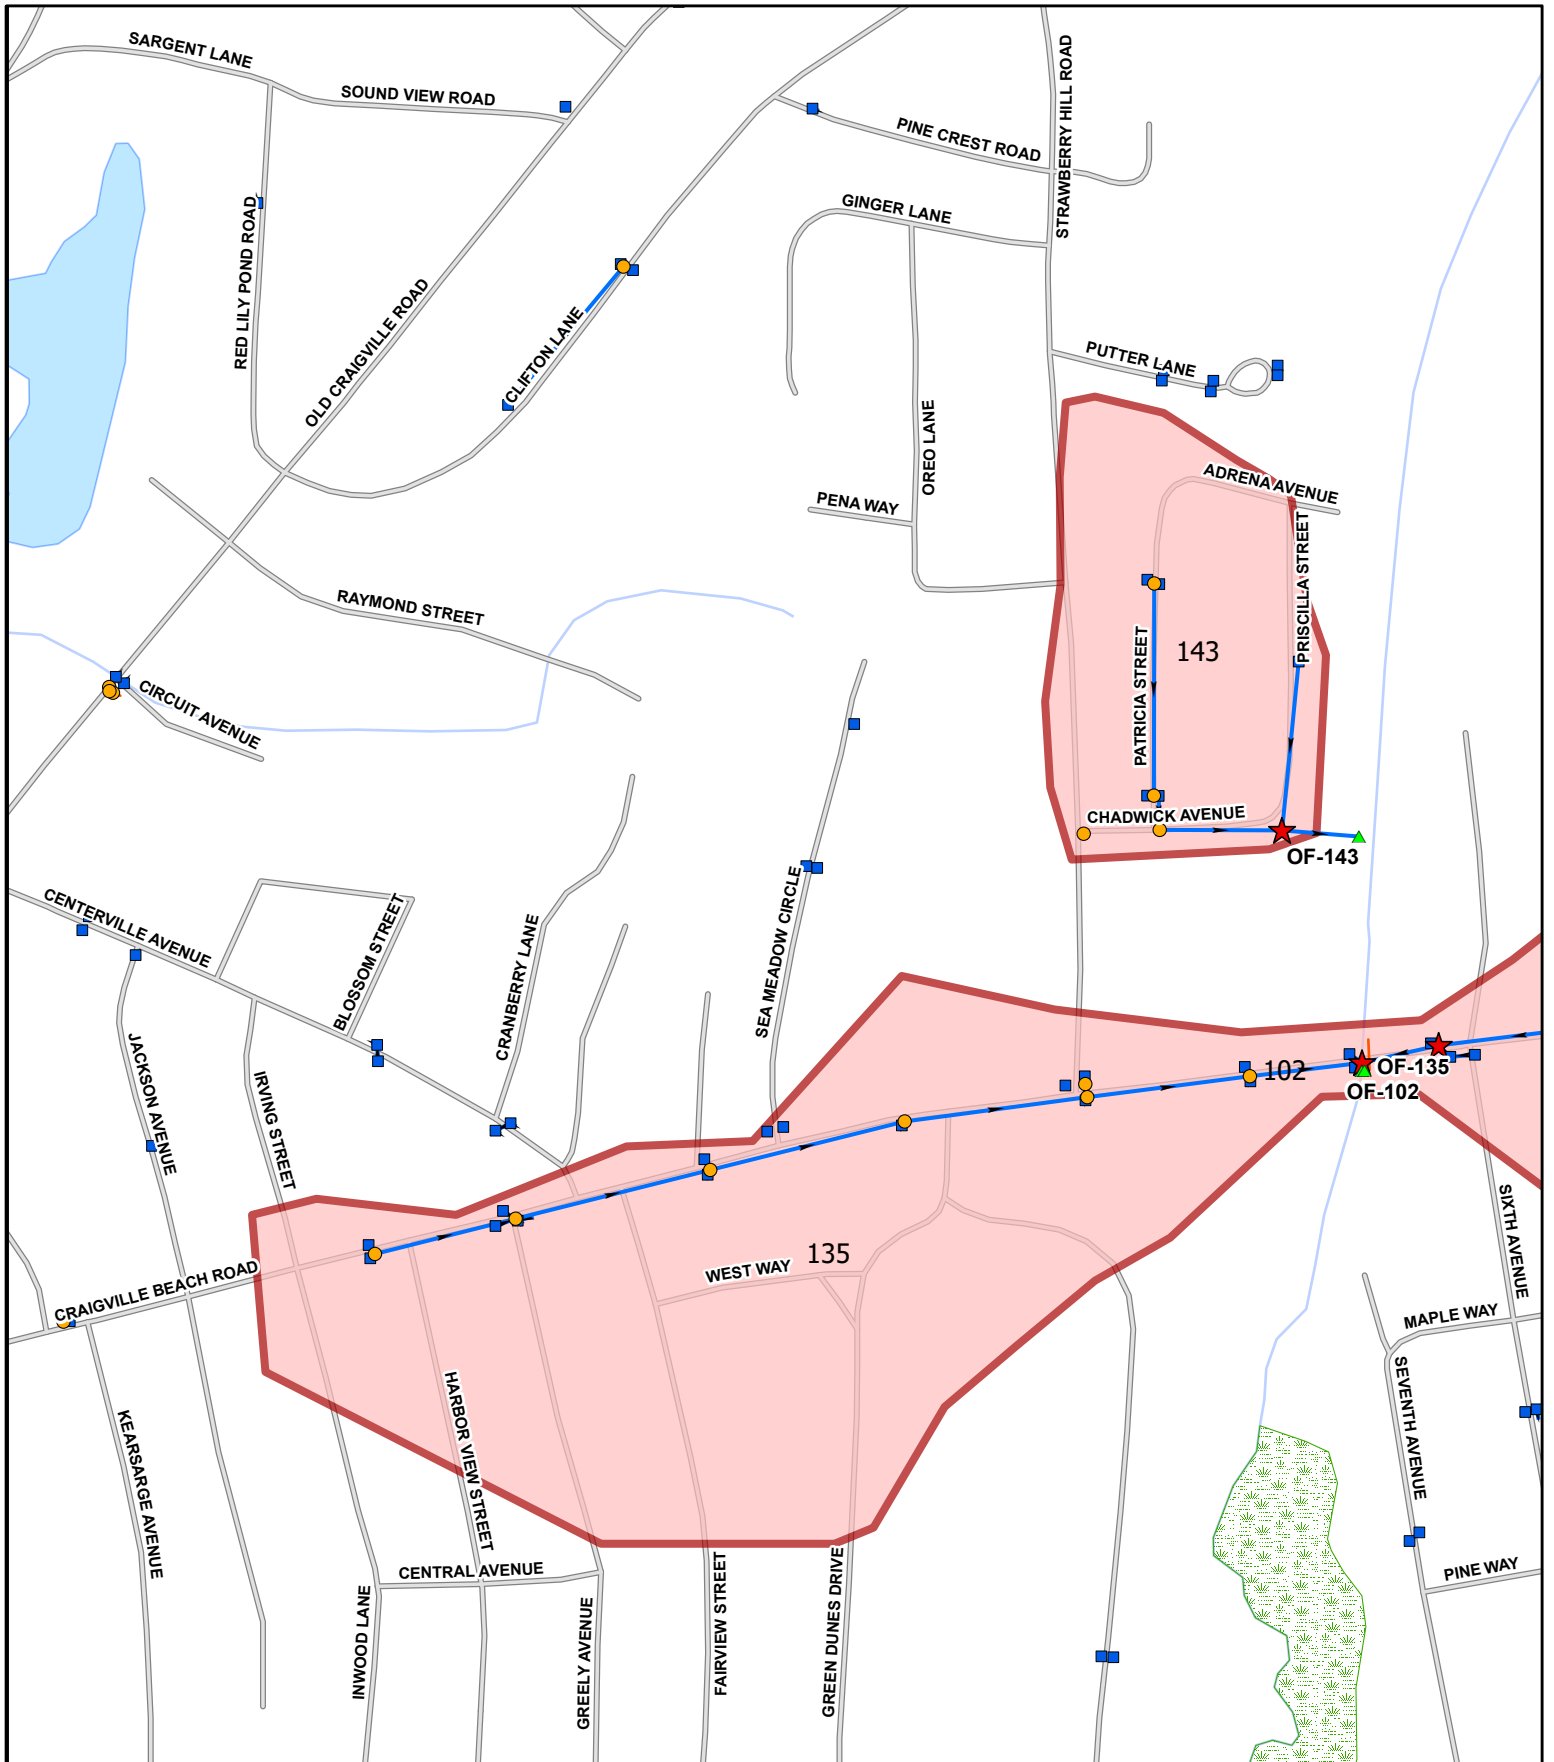 SARGENT LANE
SOUND VIEW ROAD
STRAWBERRY HILL ROAD
PINE CREST ROAD
GINGER LANE
RED LILY POND ROAD
OLD CRAIGVILLE ROAD
CLIFTON LANE
PUTTER LANE
OREO LANE
PENA WAY
ADRENA AVENUE
PRISCILLA STREET
RAYMOND STREET
PATRICIA STREET
143
CIRCUIT AVENUE
CHADWICK AVENUE
OF-143
CENTERVILLE AVENUE
BLOSSOM STREET
CRANBERRY LANE
SEA MEADOW CIRCLE
JACKSON AVENUE
IRVING STREET
102
OF-135
OF-102
SIXTH AVENUE
135
WEST WAY
CRAIGVILLE BEACH ROAD
MAPLE WAY
SEVENTH AVENUE
HARBOR VIEW STREET
KEARSARGE AVENUE
CENTRAL AVENUE
PINE WAY
INWOOD LANE
GREELY AVENUE
FAIRVIEW STREET
GREEN DUNES DRIVE